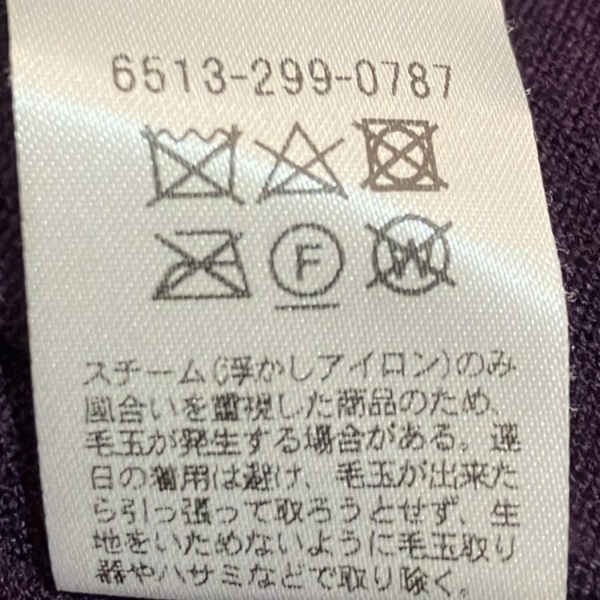 6513-299-0787
F
W
スチーム(浮かしアイロン)のみ
風合いを重視した商品のため、
毛玉が発生する場合がある。連
日の着用は避け、毛玉が出来た
ら引っ張って取ろうとせず、生
地をいためないように毛玉取り
器やハサミなどで取り除く。